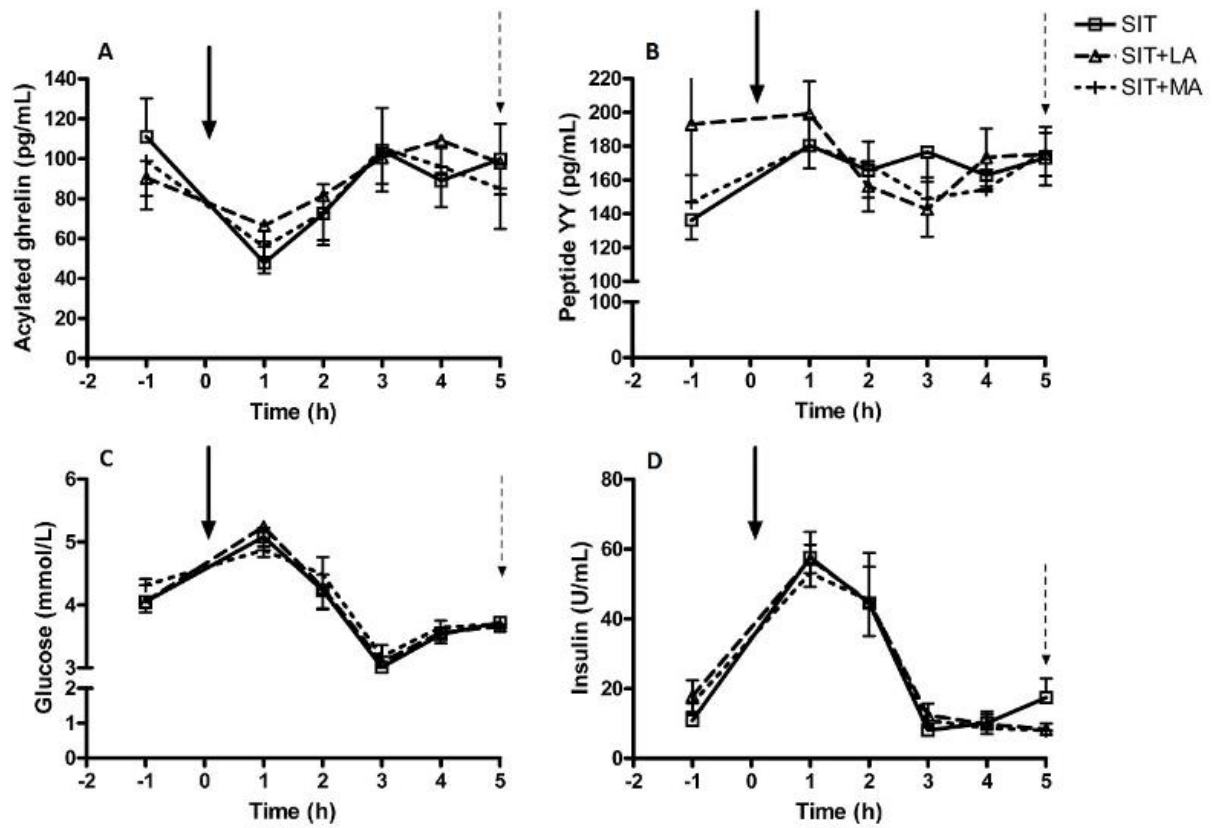 A
B
SIT
SIT+LA
SIT+MA
Acylated ghrelin (pg/mL)
140
120
100
80
60
40
20
0
-2 -1 0 1 2 3 4 5
Time (h)
Peptide YY (pg/mL)
220
200
180
160
140
120
100
100
0
-2 -1 0 1 2 3 4 5
Time (h)
C
Glucose (mmol/L)
6
5
4
3
2
1
0
-2 -1 0 1 2 3 4 5
Time (h)
D
Insulin (U/mL)
80
60
40
20
0
-2 -1 0 1 2 3 4 5
Time (h)